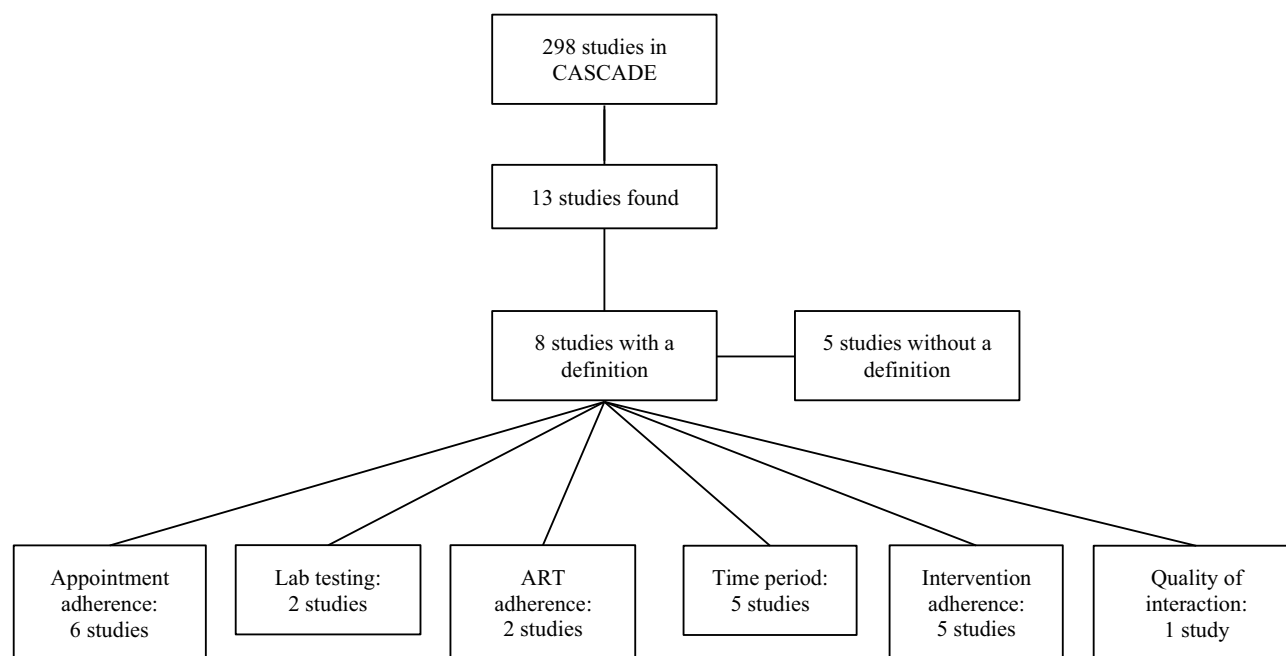 298 studies in
CASCADE
13 studies found
8 studies with a
definition
5 studies without a
definition
Appointment
adherence:
6 studies
Lab testing:
2 studies
ART
adherence:
2 studies
Time period:
5 studies
Intervention
adherence:
5 studies
Quality of
interaction:
1 study